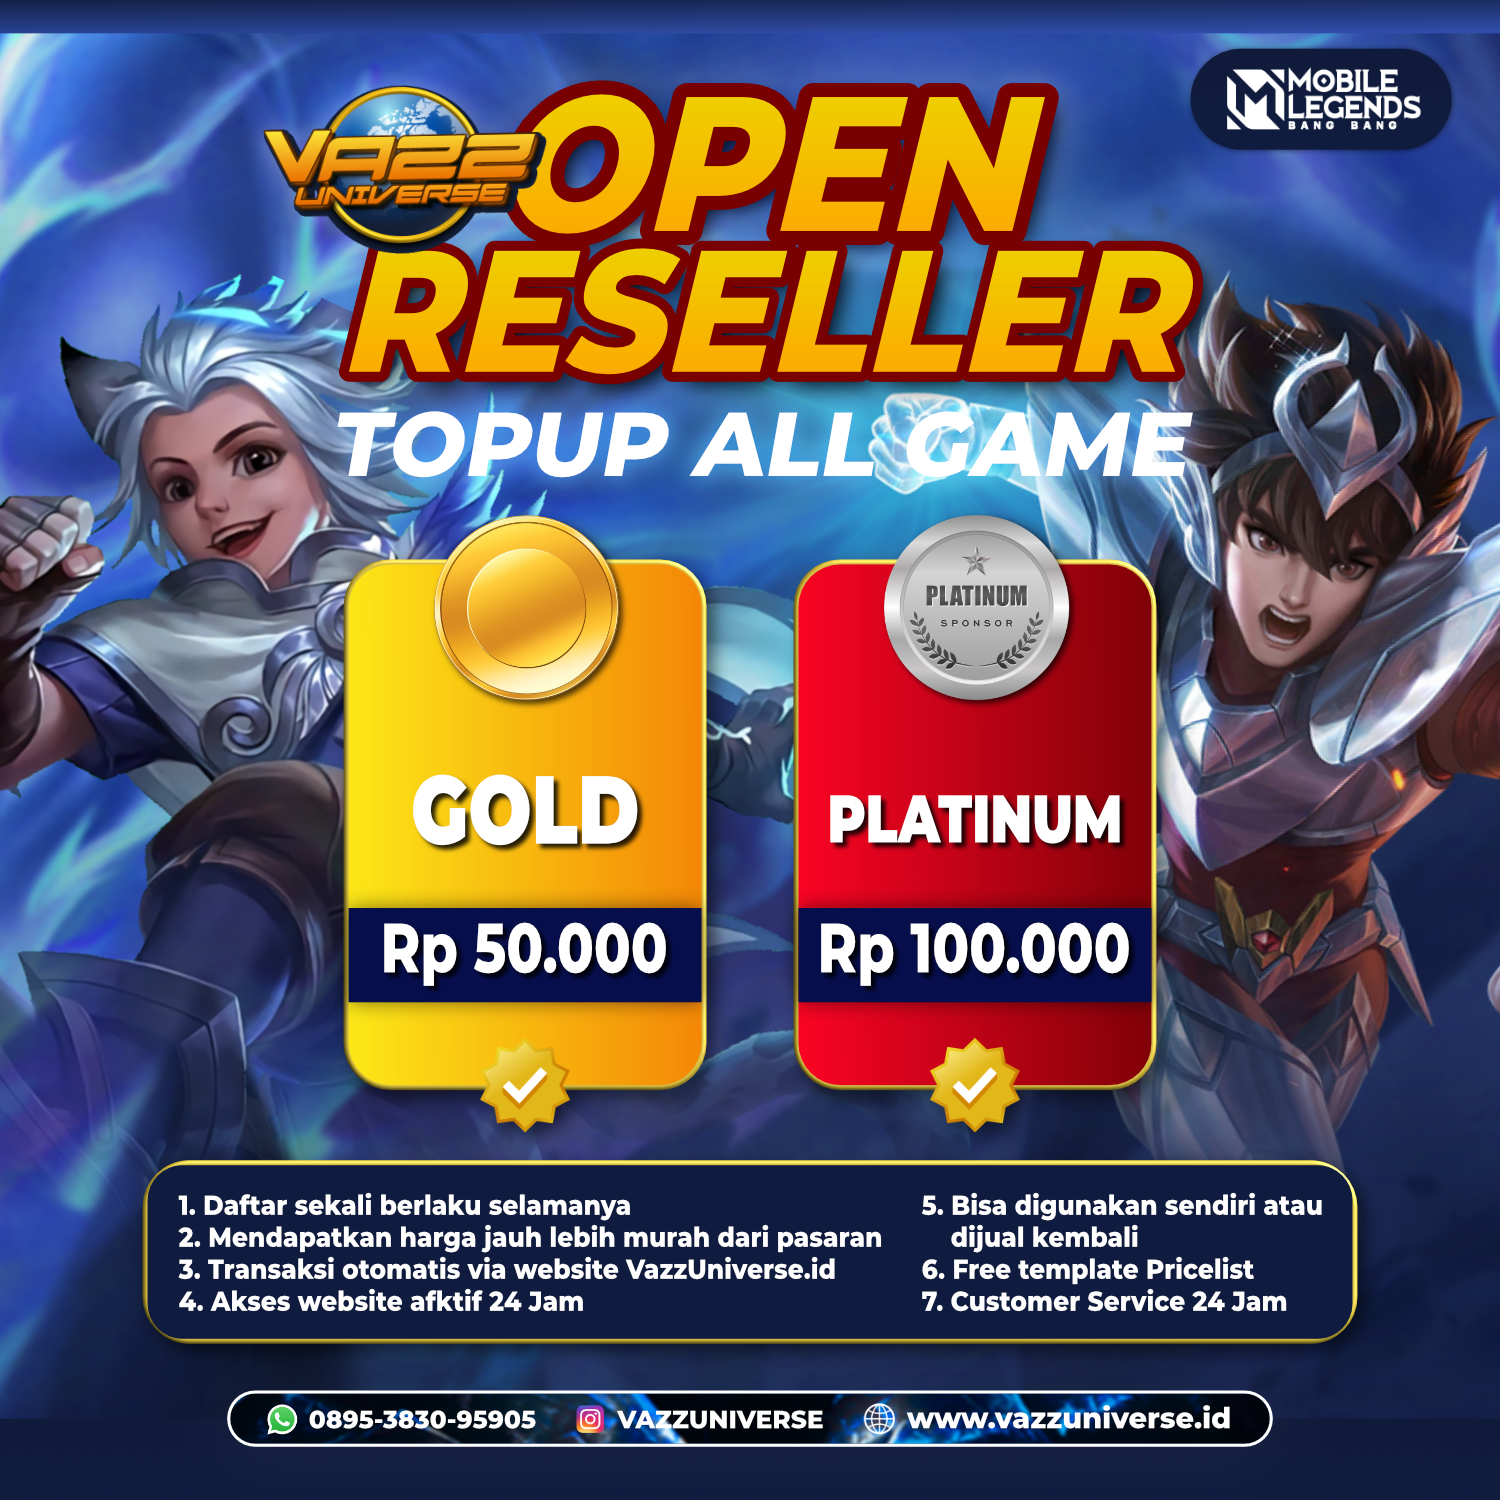 VAZZ
UNIVERSE
OPEN
RESELLER
MOBILE
LEGENDS
BANG BANG
TOPUP ALL GAME
GOLD
Rp 50.000
PLATINUM
SPONSOR
PLATINUM
Rp 100.000
1. Daftar sekali berlaku selamanya
2. Mendapatkan harga jauh lebih murah dari pasaran
3. Transaksi otomatis via website VazzUniverse.id
4. Akses website afktif 24 Jam
5. Bisa digunakan sendiri atau
dijual kembali
6. Free template Pricelist
7. Customer Service 24 Jam
0895-3830-95905
VAZZUNIVERSE
www.vazzuniverse.id